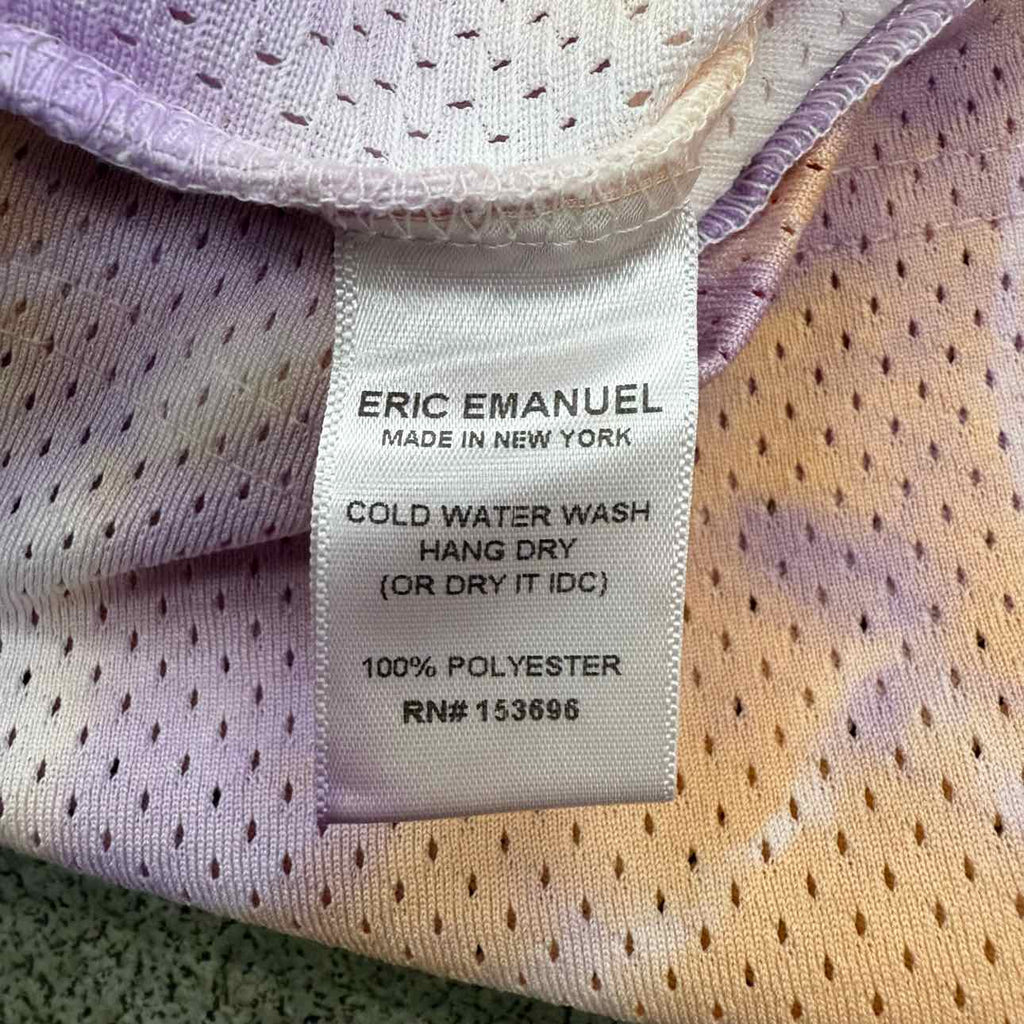 ERIC EMANUEL
MADE IN NEW YORK
COLD WATER WASH
HANG DRY
(OR DRY IT IDC)
100% POLYESTER
RN# 153696